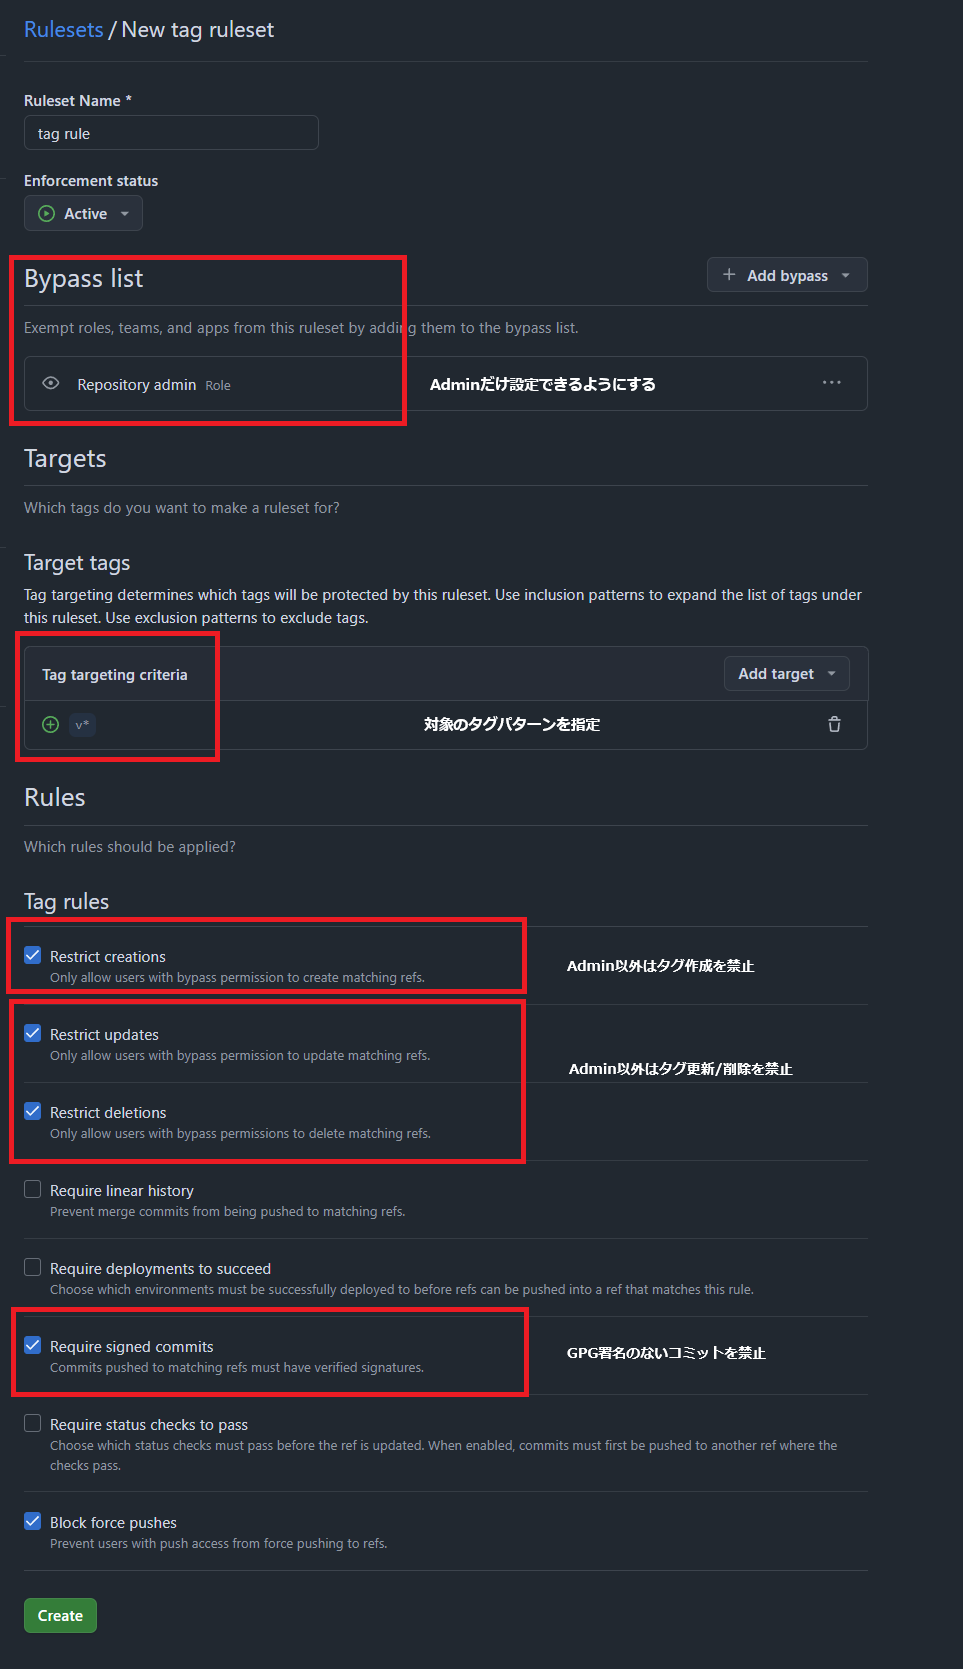 Rulesets / New tag ruleset
Ruleset Name *
tag rule
Enforcement status
Active
Bypass list
Add bypass
Exempt roles, teams, and apps from this ruleset by adding them to the bypass list.
Repository admin Role
Adminだけ設定できるようにする
Targets
Which tags do you want to make a ruleset for?
Target tags
Tag targeting determines which tags will be protected by this ruleset. Use inclusion patterns to expand the list of tags under
this ruleset. Use exclusion patterns to exclude tags.
Tag targeting criteria
Add target
v*
対象のタグパターンを指定
Rules
Which rules should be applied?
Tag rules
Restrict creations
Only allow users with bypass permission to create matching refs.
Admin以外はタグ作成を禁止
Restrict updates
Only allow users with bypass permission to update matching refs.
Admin以外はタグ更新/削除を禁止
Restrict deletions
Only allow users with bypass permissions to delete matching refs.
Require linear history
Prevent merge commits from being pushed to matching refs.
Require deployments to succeed
Choose which environments must be successfully deployed to before refs can be pushed into a ref that matches this rule.
Require signed commits
Commits pushed to matching refs must have verified signatures.
GPG署名のないコミットを禁止
Require status checks to pass
Choose which status checks must pass before the ref is updated. When enabled, commits must first be pushed to another ref where the
checks pass.
Block force pushes
Prevent users with push access from force pushing to refs.
Create